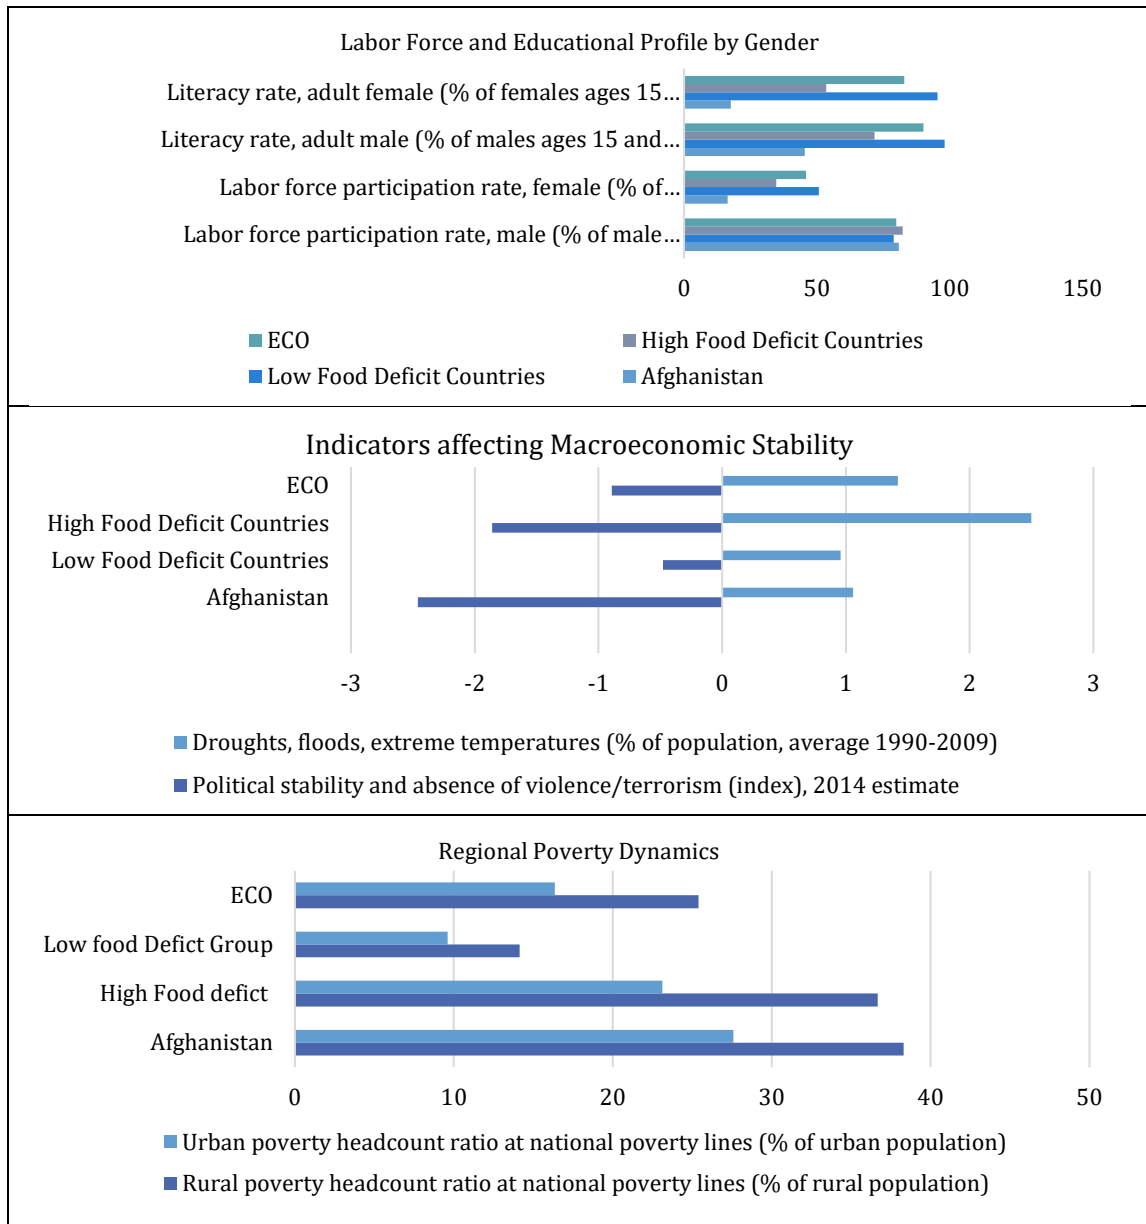 Labor Force and Educational Profile by Gender
Literacy rate, adult female (% of females ages 15...
Literacy rate, adult male (% of males ages 15 and...
Labor force participation rate, female (% of...
Labor force participation rate, male (% of male...
0 50 100 150
ECO High Food Deficit Countries
Low Food Deficit Countries Afghanistan
Indicators affecting Macroeconomic Stability
ECO
High Food Deficit Countries
Low Food Deficit Countries
Afghanistan
-3 -2 -1 0 1 2 3
Droughts, floods, extreme temperatures (% of population, average 1990-2009)
Political stability and absence of violence/terrorism (index), 2014 estimate
Regional Poverty Dynamics
ECO
Low food Defict Group
High Food defict
Afghanistan
0 10 20 30 40 50
Urban poverty headcount ratio at national poverty lines (% of urban population)
Rural poverty headcount ratio at national poverty lines (% of rural population)